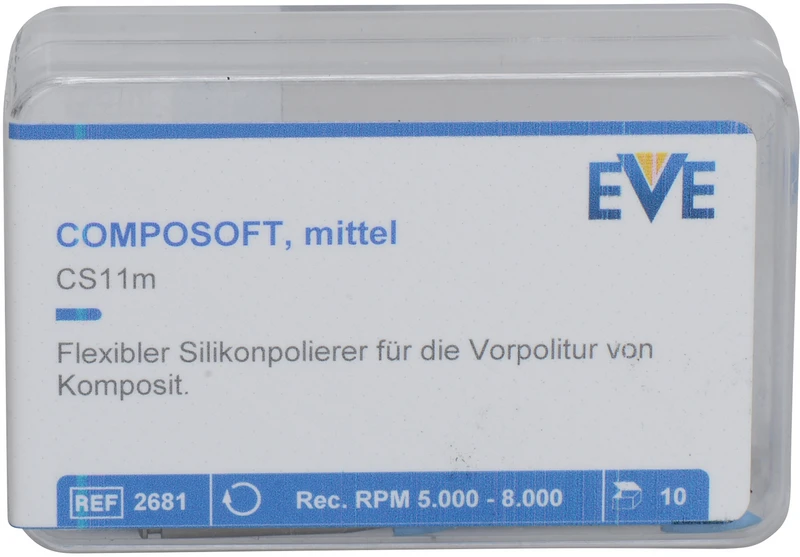 EVE
COMPOSOFT, mittel
CS11m
Flexibler Silikonpolierer für die Vorpolitur von
Komposit.
REF 2681 Rec. RPM 5.000 - 8.000 10